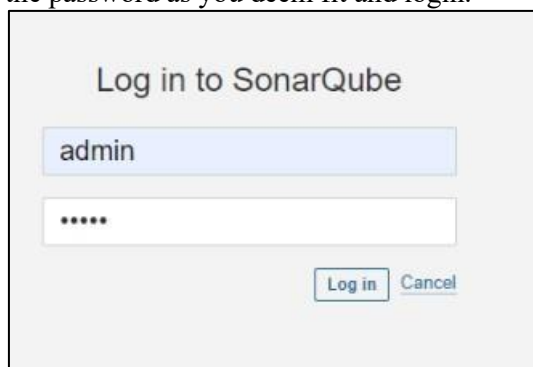 the password as you deem fit and login.
Log in to SonarQube
admin
•••••
Log in Cancel